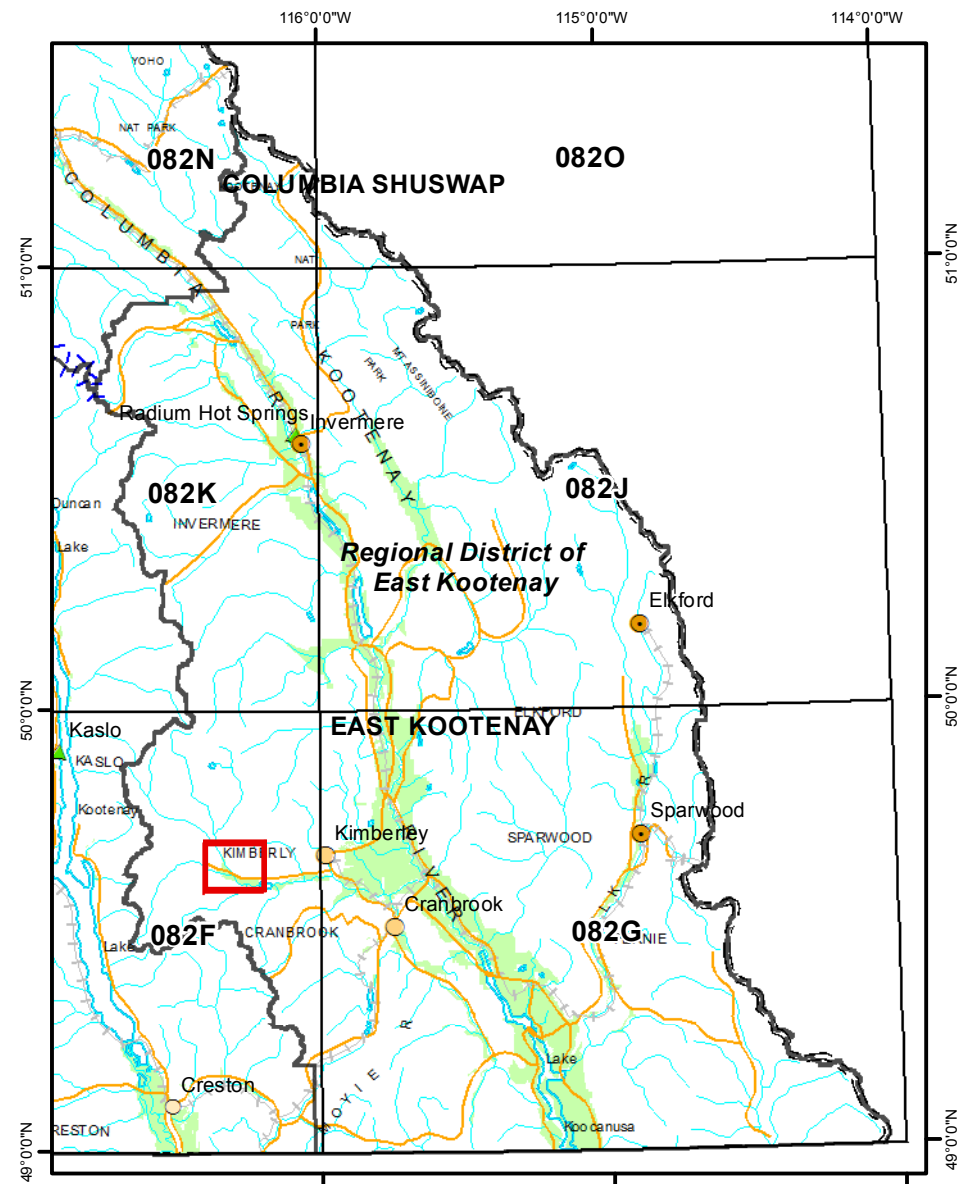 116°0'0"W
115°0'0"W
114°0'0"W
YOHO
NAT PARK
082N
082O
COLUMBIA SHUSWAP
COLUMBIA
NAT
51°0'0"N
51°0'0"N
PARK
KOOTENAY
PARK
MT ASSINIBOINE
R
Radium Hot Springs
Invermere
082K
082J
Duncan
INVERMERE
Lake
Regional District of
East Kootenay
Elkford
50°0'0"N
50°0'0"N
ELKFORD
EAST KOOTENAY
Kaslo
KASLO
R
Kootenay
Sparwood
Kimberley
SPARWOOD
KIMBERLY
RIVER
Cranbrook
082F
CRANBROOK
082G
Lake
R
Lake
MOYIE
Creston
RESTON
Koocanusa
49°0'0"N
49°0'0"N